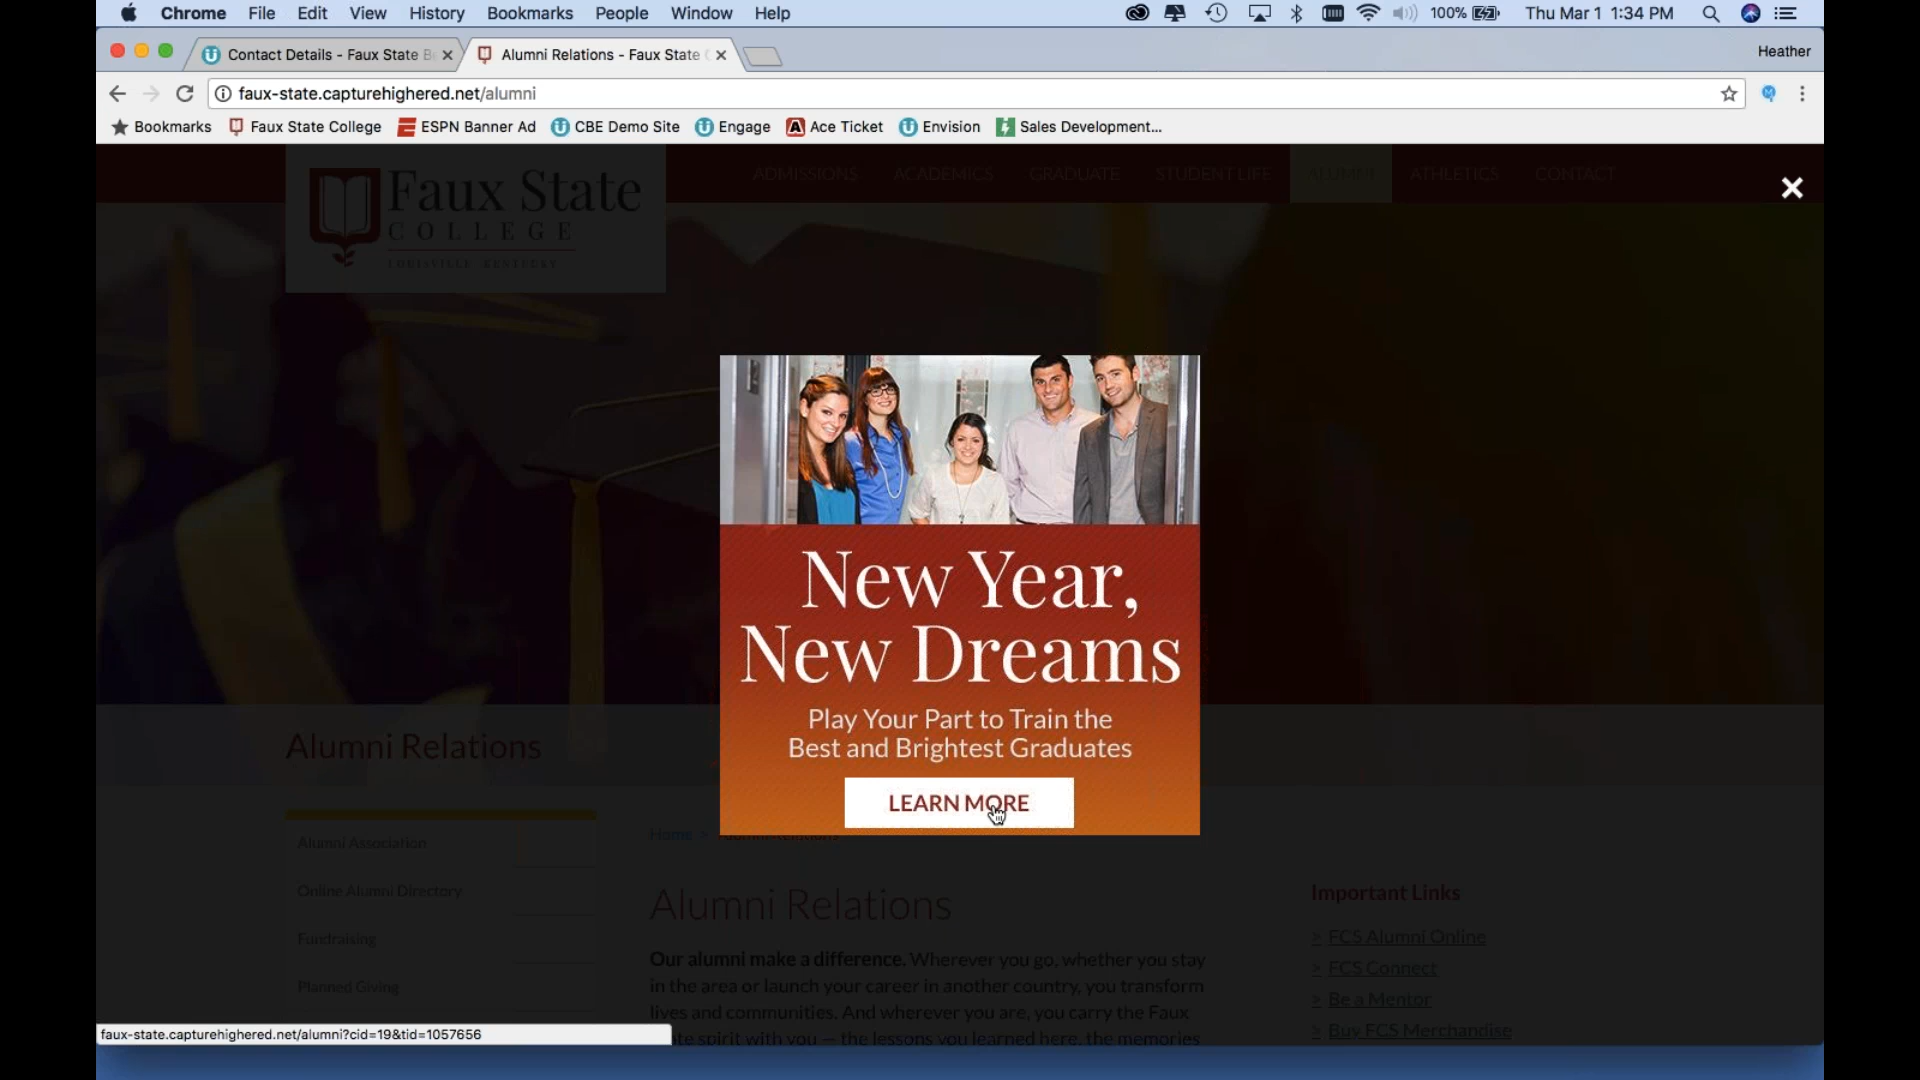 Chrome File Edit View History Bookmarks People Window Help 100% Thu Mar 1 1:34 PM
Contact Details - Faux State B Alumni Relations - Faux State Heather
faux-state.capturehighered.net/alumni
Bookmarks Faux State College ESPN Banner Ad CBE Demo Site Engage Ace Ticket Envision Sales Development...
ADMISSIONS ACADEMICS GRADUATE STUDENT LIFE ALUMNI ATHLETICS CONTACT
Faux State
COLLEGE
LOUISVILLE, KENTUCKY
New Year,
New Dreams
Play Your Part to Train the
Best and Brightest Graduates
LEARN MORE
Alumni Relations
Home > Alumni Relations
Alumni Association
Online Alumni Directory
Fundraising
Planned Giving
Alumni Relations
Our alumni make a difference. Wherever you go, whether you stay
in the area or launch your career in another country, you transform
lives and communities. And wherever you are, you carry the Faux
spirit with you — the lessons you learned here, the memories
Important Links
> FCS Alumni Online
> FCS Connect
> Be a Mentor
> Buy FCS Merchandise
faux-state.capturehighered.net/alumni?cid=19&tid=1057656